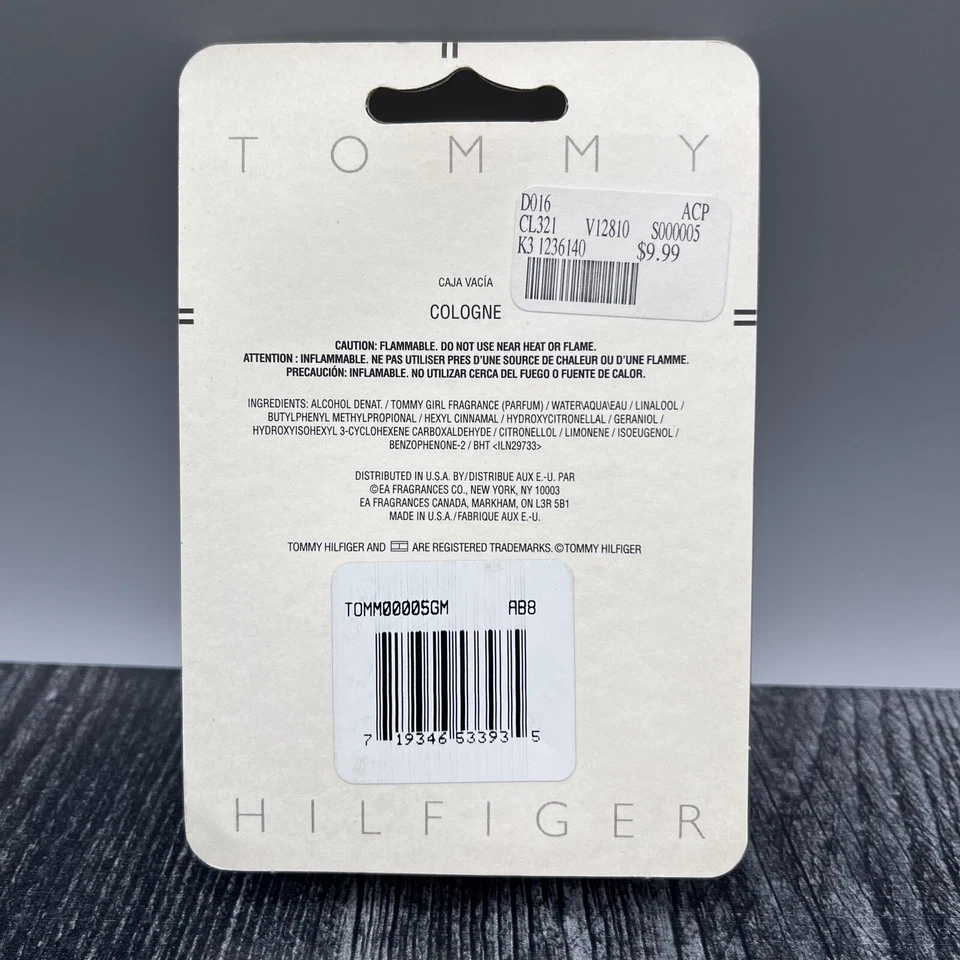 TOMMY
D016 ACP
CL321 V12810 S000005
K3 1236140 $9.99
CAJA VACÍA
COLOGNE
CAUTION: FLAMMABLE. DO NOT USE NEAR HEAT OR FLAME.
ATTENTION : INFLAMMABLE. NE PAS UTILISER PRES D'UNE SOURCE DE CHALEUR OU D'UNE FLAMME.
PRECAUCIÓN: INFLAMABLE. NO UTILIZAR CERCA DEL FUEGO O FUENTE DE CALOR.
INGREDIENTS: ALCOHOL DENAT. / TOMMY GIRL FRAGRANCE (PARFUM) / WATER\AQUA\EAU / LINALOOL /
BUTYLPHENYL METHYLPROPIONAL / HEXYL CINNAMAL / HYDROXYCITRONELLAL / GERANIOL /
HYDROXYISOHEXYL 3-CYCLOHEXENE CARBOXALDEHYDE / CITRONELLOL / LIMONENE / ISOEUGENOL /
BENZOPHENONE-2 / BHT <ILN29733>
DISTRIBUTED IN U.S.A. BY/DISTRIBUE AUX E.-U. PAR
©EA FRAGRANCES CO., NEW YORK, NY 10003
EA FRAGRANCES CANADA, MARKHAM, ON L3R 5B1
MADE IN U.S.A./FABRIQUE AUX E.-U.
TOMMY HILFIGER AND ARE REGISTERED TRADEMARKS. ©TOMMY HILFIGER
TOMM00005GM AB8
7 19346 53393 5
HILFIGER